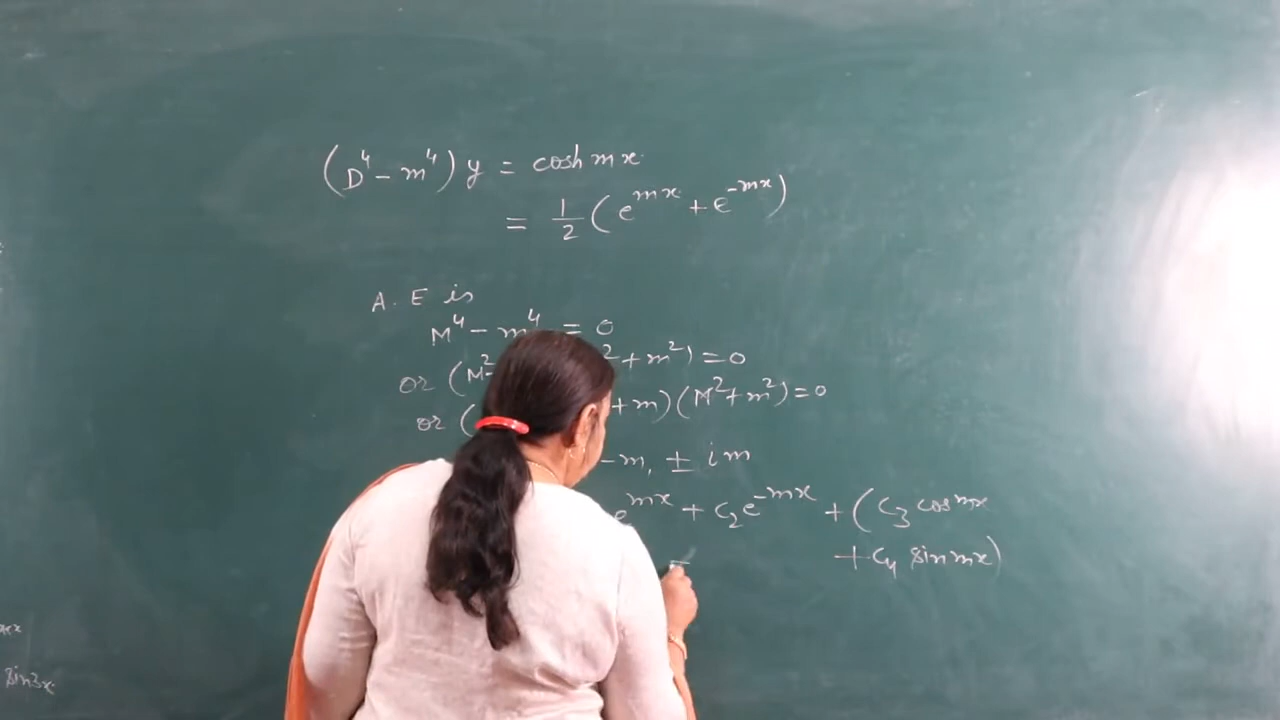 (D⁴ - m⁴) y = cosh mx
= 1/2 (e^mx + e^-mx)
A. E is
M⁴ - m⁴ = 0
or (M² - ² + m²) = 0
or ( + m)(M² + m²) = 0
-m, ± im
e^mx + C₂e^-mx + (C₃ cos mx
+ C₄ sin mx)
sin3x